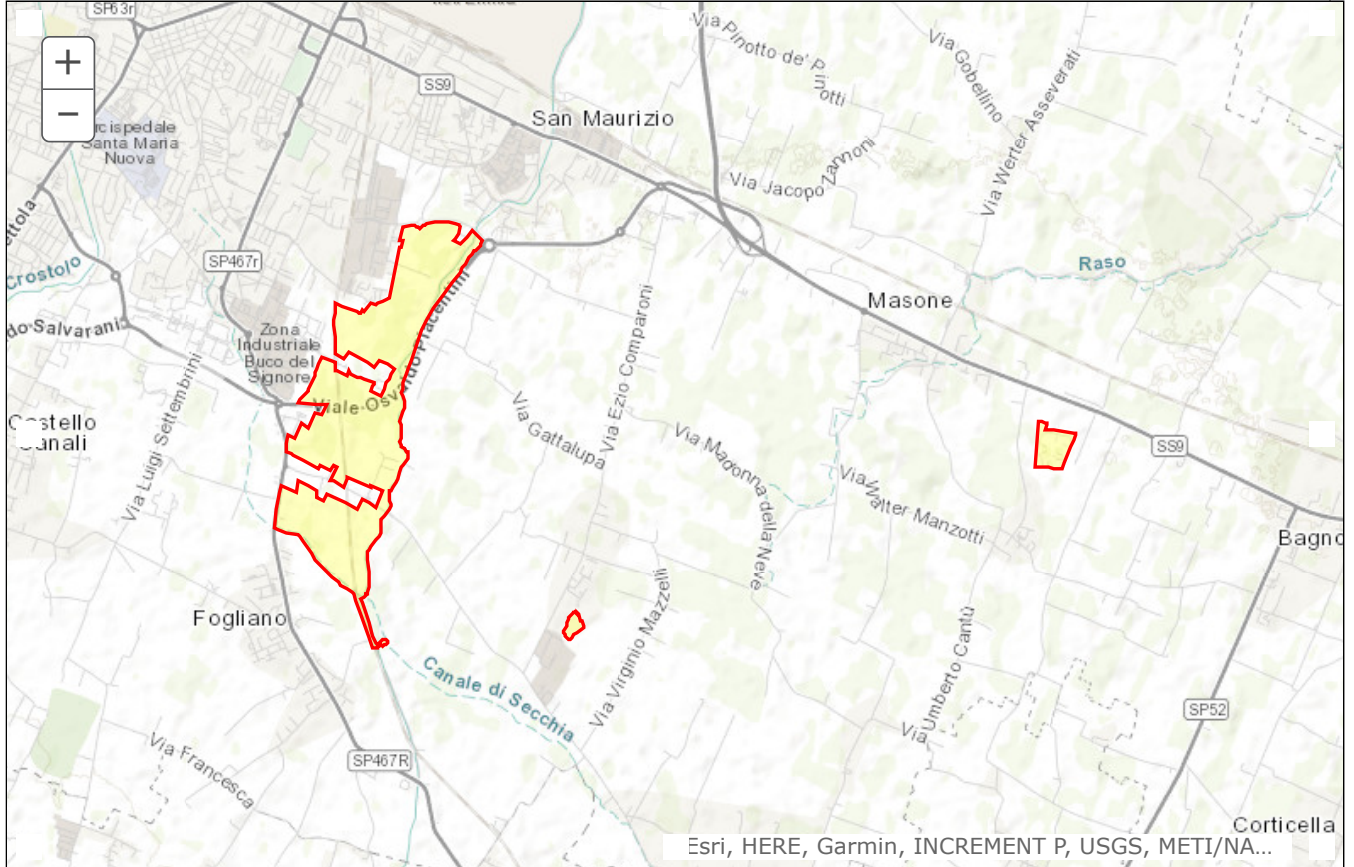 SP63r
Via Pinotto de' Pinotti
Via Gobellino
Via Werter Asseverati
+
−
SS9
San Maurizio
rcispedale
Santa Maria
Nuova
Via Jacopo Zannoni
ettola
SP467r
Crostolo
Raso
Masone
do Salvarani
Zona
Industriale
Buco del
Signore
Viale Osvaldo Piacentini
Via Ezio Comparoni
Via Luigi Settembrini
Via Gattalupa
Castello
Canali
Via Madonna della Neve
SS9
Via Walter Manzotti
Bagno
Fogliano
Via Virginio Mazzelli
Via Umberto Cantù
Canale di Secchia
SP52
Via Francesca
SP467R
Corticella
Esri, HERE, Garmin, INCREMENT P, USGS, METI/NA...